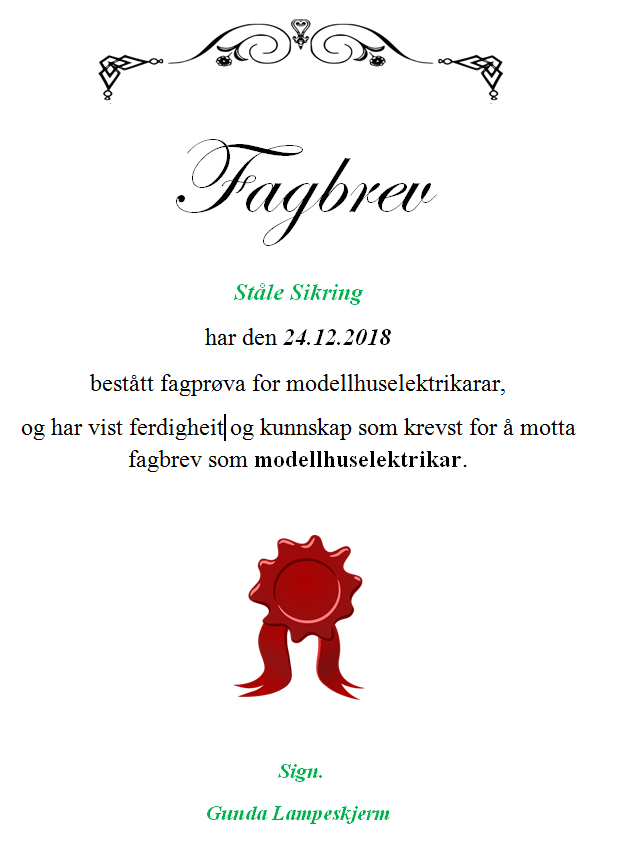 Fagbrev
Ståle Sikring
har den 24.12.2018
bestått fagprøva for modellhuselektrikarar,
og har vist ferdigheit og kunnskap som krevst for å motta
fagbrev som modellhuselektrikar.
Sign.
Gunda Lampeskjerm